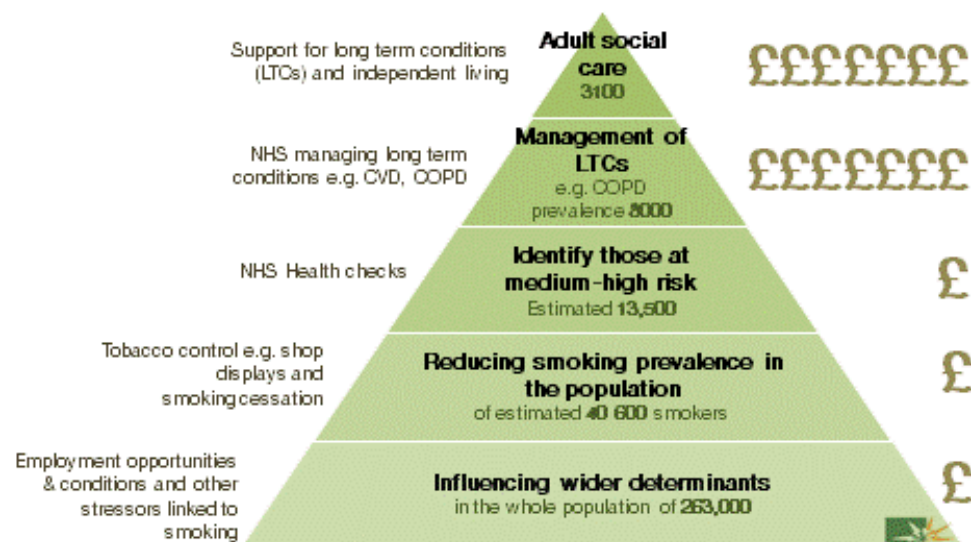 Support for long term conditions
(LTCs) and independent living
Adult social
care
3100
£££££££
NHS managing long term
conditions e.g. CVD, COPD
Management of
LTCs
e.g. COPD
prevalence 8000
£££££££
NHS Health checks
Identify those at
medium-high risk
Estimated 13,500
£
Tobacco control e.g. shop
displays and
smoking cessation
Reducing smoking prevalence in
the population
of estimated 40 600 smokers
£
Employment opportunities
& conditions and other
stressors linked to
smoking
Influencing wider determinants
in the whole population of 263,000
£